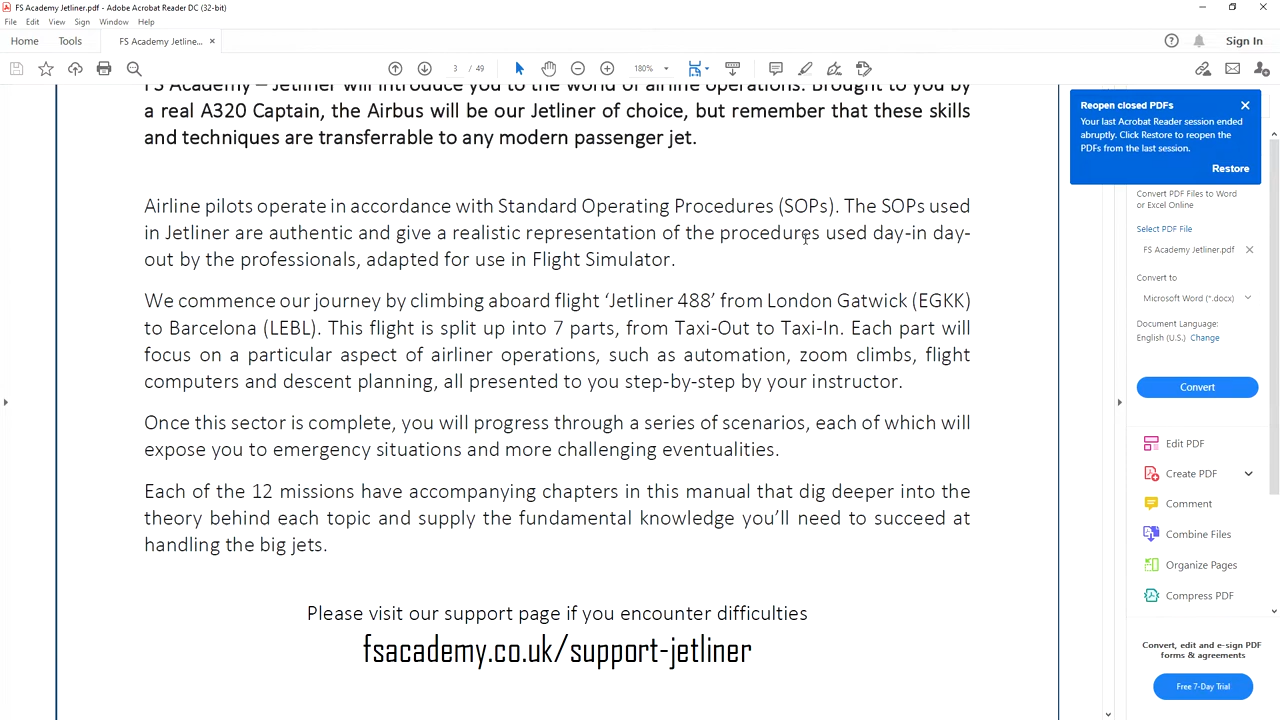 FS Academy Jetliner.pdf - Adobe Acrobat Reader DC (32-bit)
File Edit View Sign Window Help
Home Tools FS Academy Jetline... × Sign In
3 / 49 180%
FS Academy – Jetliner will introduce you to the world of airline operations. Brought to you by
a real A320 Captain, the Airbus will be our Jetliner of choice, but remember that these skills
and techniques are transferrable to any modern passenger jet.
Airline pilots operate in accordance with Standard Operating Procedures (SOPs). The SOPs used
in Jetliner are authentic and give a realistic representation of the procedures used day-in day-
out by the professionals, adapted for use in Flight Simulator.
We commence our journey by climbing aboard flight ‘Jetliner 488’ from London Gatwick (EGKK)
to Barcelona (LEBL). This flight is split up into 7 parts, from Taxi-Out to Taxi-In. Each part will
focus on a particular aspect of airliner operations, such as automation, zoom climbs, flight
computers and descent planning, all presented to you step-by-step by your instructor.
Once this sector is complete, you will progress through a series of scenarios, each of which will
expose you to emergency situations and more challenging eventualities.
Each of the 12 missions have accompanying chapters in this manual that dig deeper into the
theory behind each topic and supply the fundamental knowledge you’ll need to succeed at
handling the big jets.
Please visit our support page if you encounter difficulties
fsacademy.co.uk/support-jetliner
Reopen closed PDFs
Your last Acrobat Reader session ended
abruptly. Click Restore to reopen the
PDFs from the last session.
Restore
Convert PDF Files to Word
or Excel Online
Select PDF File
FS Academy Jetliner.pdf
Convert to
Microsoft Word (*.docx)
Document Language:
English (U.S.) Change
Convert
Edit PDF
Create PDF
Comment
Combine Files
Organize Pages
Compress PDF
Convert, edit and e-sign PDF
forms & agreements
Free 7-Day Trial